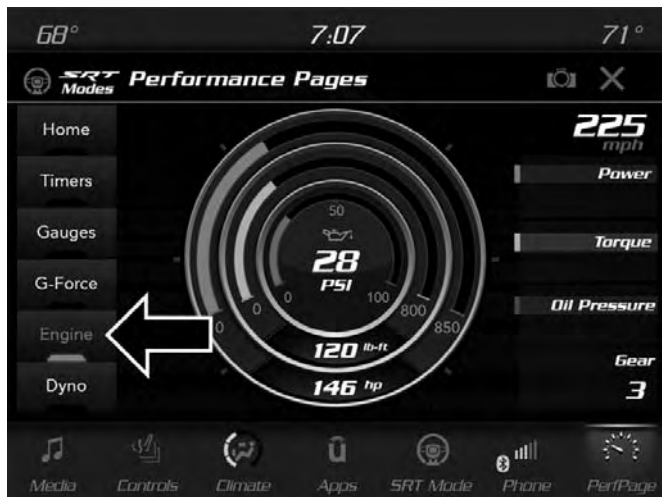 68°
7:07
71°
SRT Modes
Performance Pages
Home
Timers
Gauges
G-Force
Engine
Dyno
50
28
PSI
0
100
0
800
0
850
120 lb-ft
146 hp
225
mph
Power
Torque
Oil Pressure
Gear
3
Media
Controls
Climate
Apps
SRT Mode
Phone
PerfPage